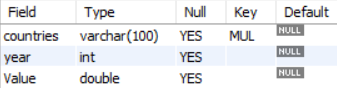 Field Type Null Key Default
countries varchar(100) YES MUL NULL
year int YES NULL
Value double YES NULL